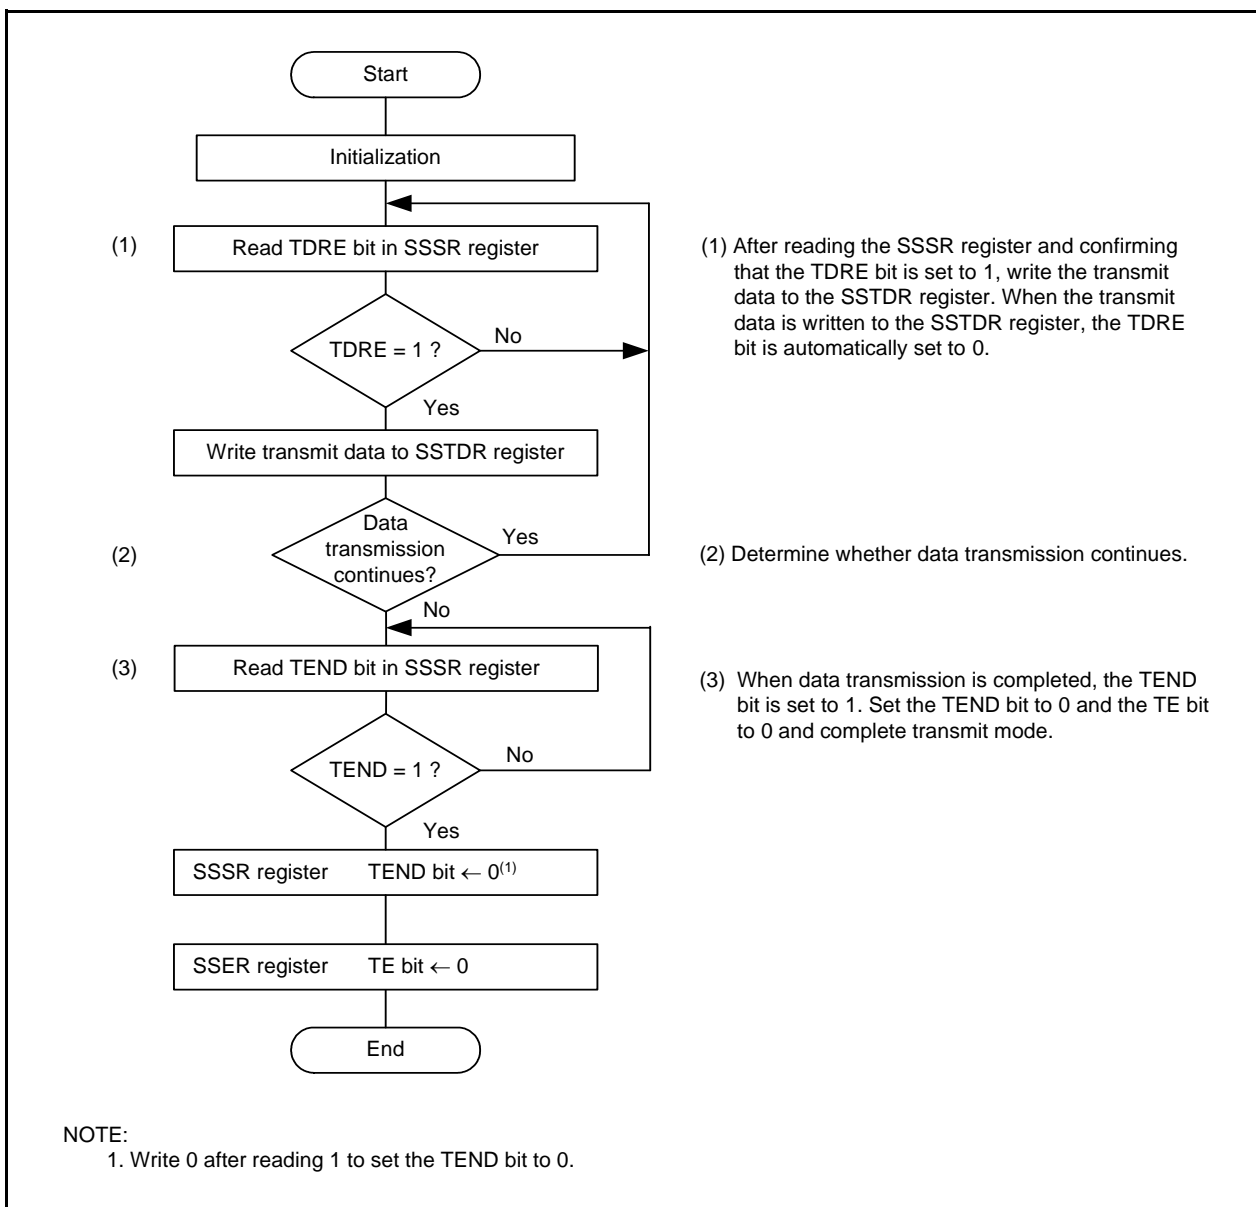 Start
Initialization
(1)
Read TDRE bit in SSSR register
TDRE = 1 ?
No
Yes
Write transmit data to SSTDR register
(2)
Data
transmission
continues?
Yes
No
(3)
Read TEND bit in SSSR register
TEND = 1 ?
No
Yes
SSSR register TEND bit ← 0(1)
SSER register TE bit ← 0
End
(1) After reading the SSSR register and confirming
that the TDRE bit is set to 1, write the transmit
data to the SSTDR register. When the transmit
data is written to the SSTDR register, the TDRE
bit is automatically set to 0.
(2) Determine whether data transmission continues.
(3) When data transmission is completed, the TEND
bit is set to 1. Set the TEND bit to 0 and the TE bit
to 0 and complete transmit mode.
NOTE:
1. Write 0 after reading 1 to set the TEND bit to 0.